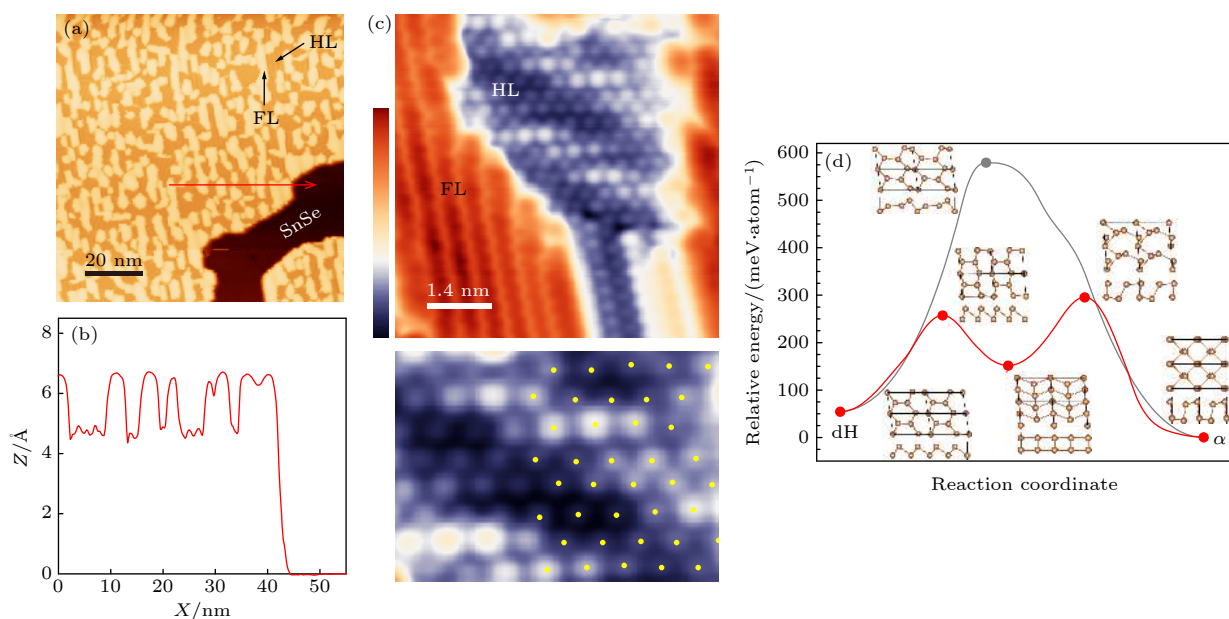 (a)
HL
FL
SnSe
20 nm
(b)
Z/Å
8
6
4
2
0
0 10 20 30 40 50
X/nm
(c)
HL
FL
1.4 nm
(d)
Relative energy/(meV·atom⁻¹)
600
500
400
300
200
100
0
dH
α
Reaction coordinate